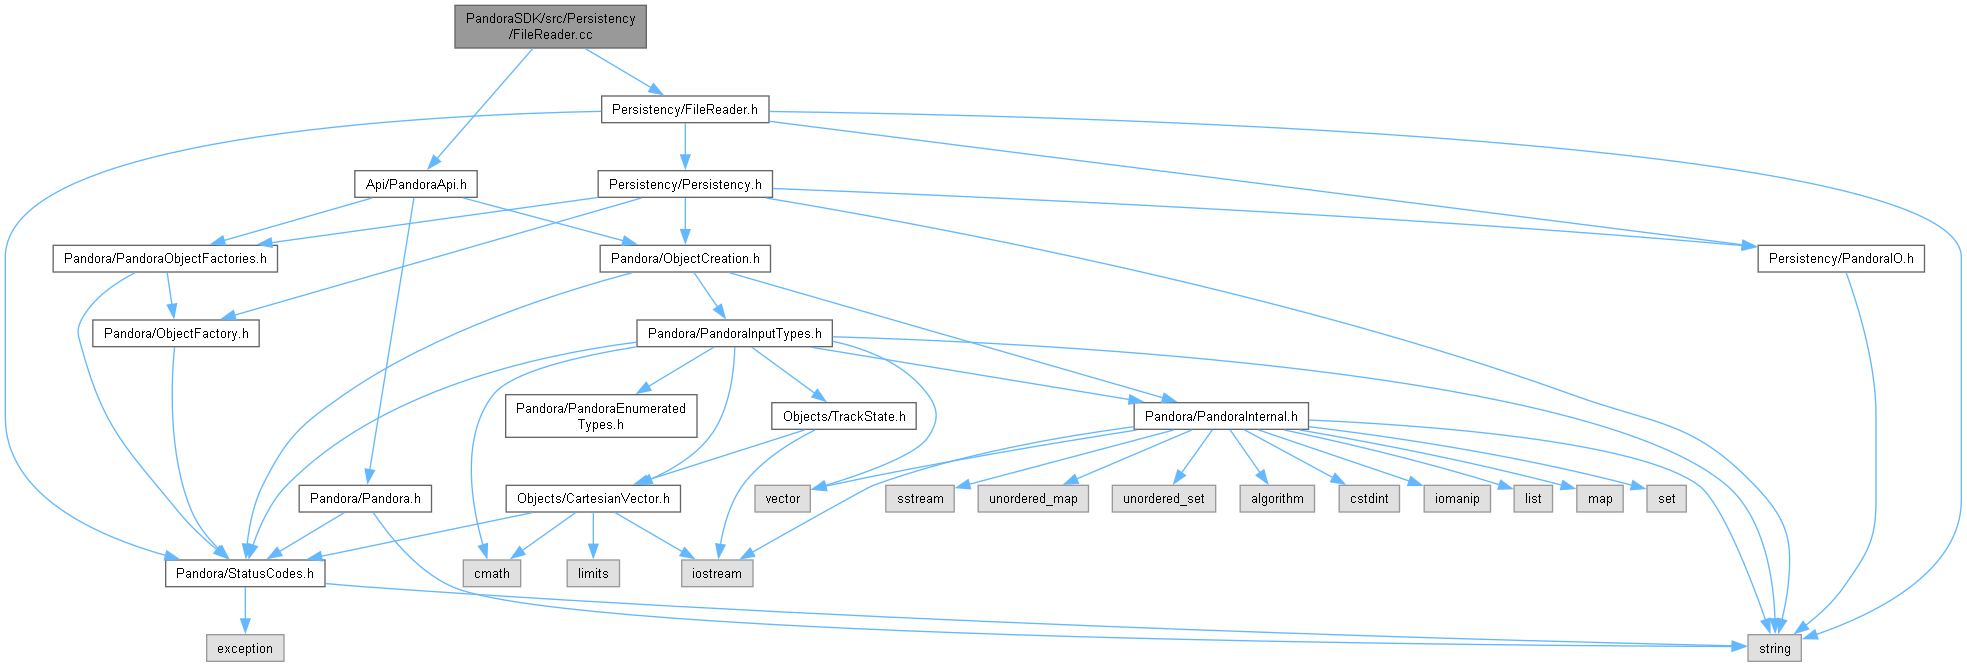 PandoraSDK/src/Persistency
/FileReader.cc
Persistency/FileReader.h
Api/PandoraApi.h
Persistency/Persistency.h
Pandora/PandoraObjectFactories.h
Pandora/ObjectCreation.h
Persistency/PandoraIO.h
Pandora/ObjectFactory.h
Pandora/PandoraInputTypes.h
Pandora/PandoraEnumerated
Types.h
Objects/TrackState.h
Pandora/PandoraInternal.h
Pandora/Pandora.h
Objects/CartesianVector.h
vector
sstream
unordered_map
unordered_set
algorithm
cstdint
iomanip
list
map
set
Pandora/StatusCodes.h
cmath
limits
iostream
exception
string